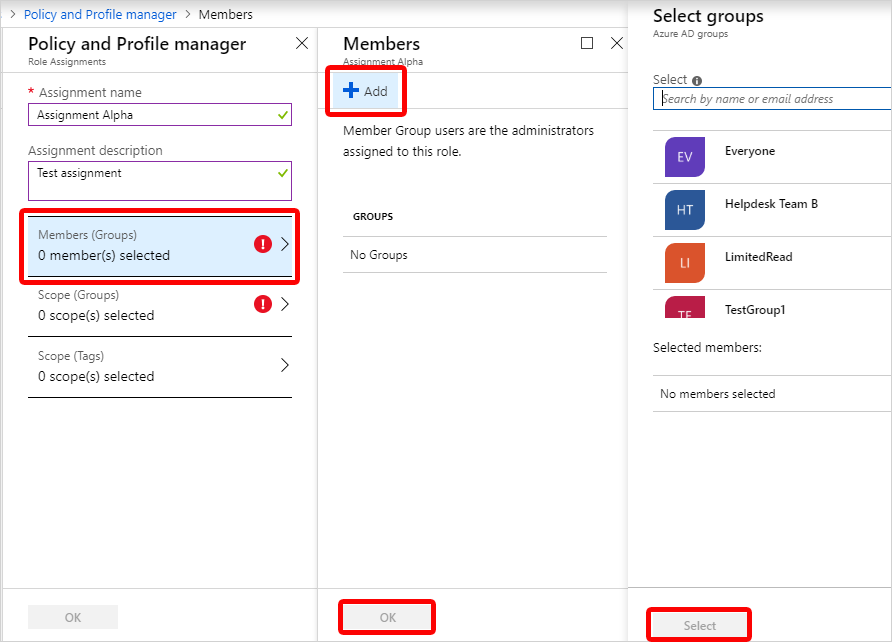 > Policy and Profile manager > Members
Policy and Profile manager
Role Assignments
* Assignment name
Assignment Alpha
Assignment description
Test assignment
Members (Groups)
0 member(s) selected
Scope (Groups)
0 scope(s) selected
Scope (Tags)
0 scope(s) selected
OK
Members
Assignment Alpha
Add
Member Group users are the administrators
assigned to this role.
GROUPS
No Groups
OK
Select groups
Azure AD groups
Select
Search by name or email address
EV Everyone
HT Helpdesk Team B
LI LimitedRead
TE TestGroup1
Selected members:
No members selected
Select